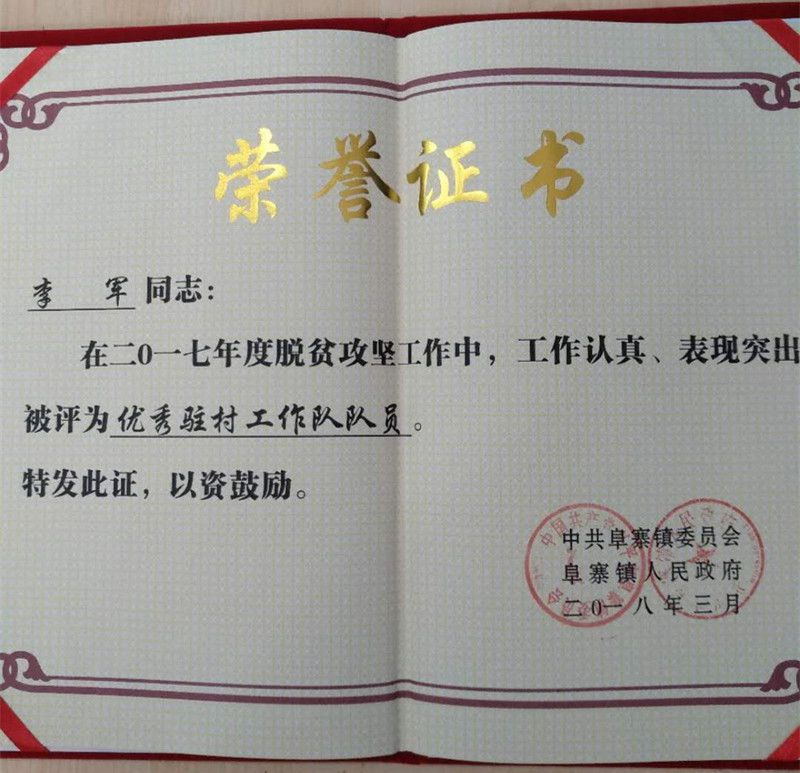 荣誉证书
李 军 同志：
在二0一七年度脱贫攻坚工作中，工作认真、表现突出
被评为优秀驻村工作队队员。
特发此证，以资鼓励。
中共阜寨镇委员会
阜寨镇人民政府
二0一八年三月